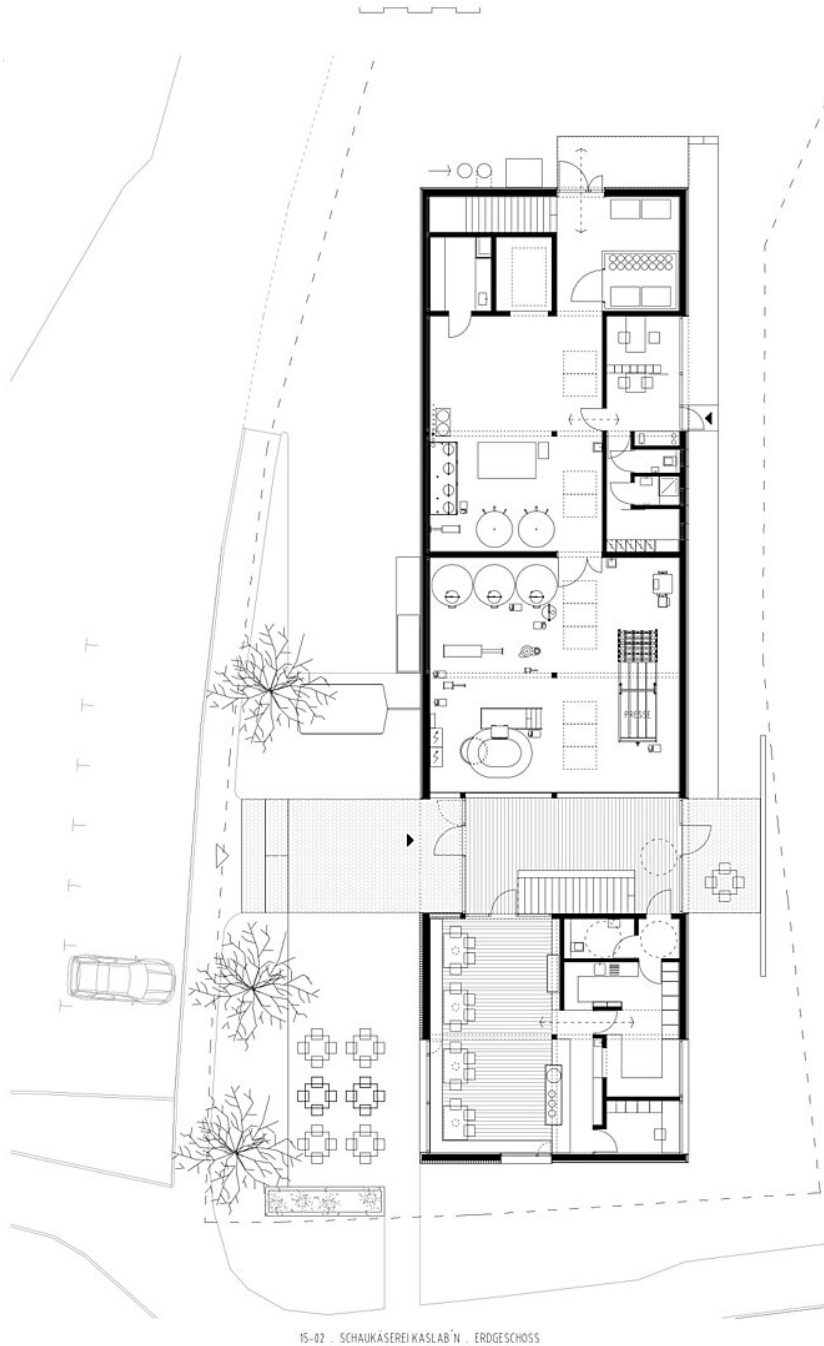 PRESSE
15-02 . SCHAUKÄSEREI KASLAB'N . ERDGESCHOSS